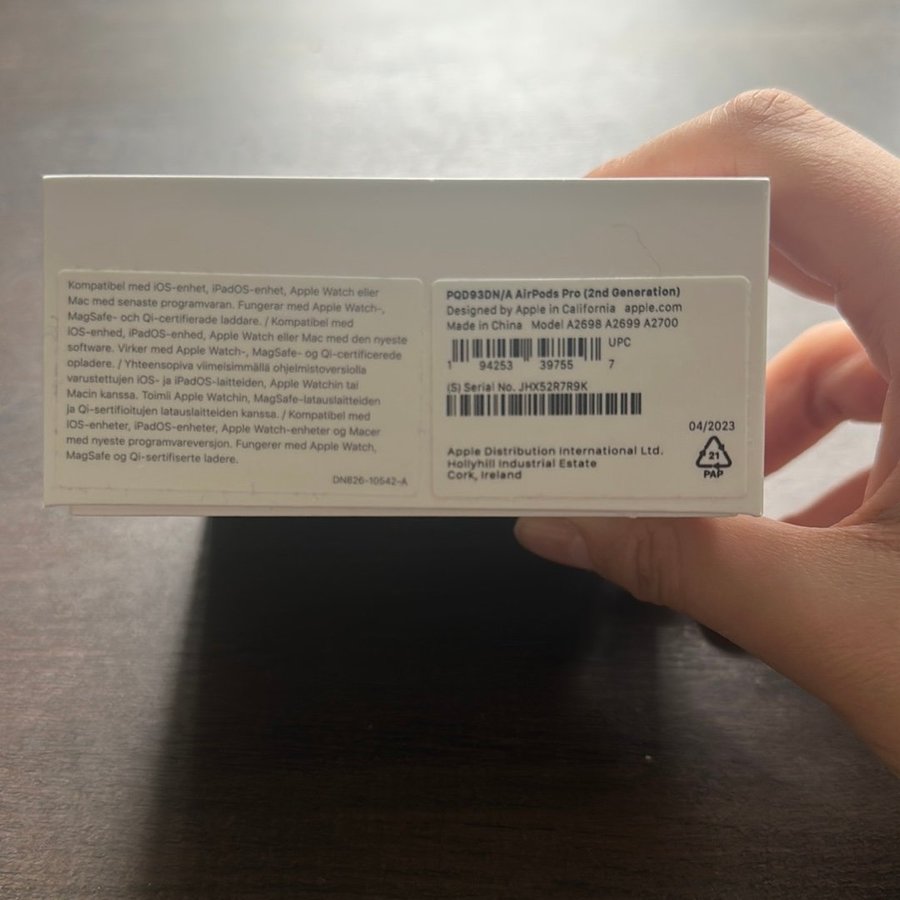 Kompatibel med iOS-enhet, iPadOS-enhet, Apple Watch eller
Mac med senaste programvaran. Fungerar med Apple Watch-,
MagSafe- och Qi-certifierade laddare. / Kompatibel med
iOS-enhed, iPadOS-enhed, Apple Watch eller Mac med den nyeste
software. Virker med Apple Watch-, MagSafe- og Qi-certificerede
opladere. / Yhteensopiva viimeisimmällä ohjelmistoversiolla
varustettujen iOS- ja iPadOS-laitteiden, Apple Watchin tai
Macin kanssa. Toimii Apple Watchin, MagSafe-latauslaitteiden
ja Qi-sertifioitujen latauslaitteiden kanssa. / Kompatibel med
iOS-enheter, iPadOS-enheter, Apple Watch-enheter og Macer
med nyeste programvareversjon. Fungerer med Apple Watch,
MagSafe og Qi-sertifiserte ladere.
DN826-10542-A
PQD93DN/A AirPods Pro (2nd Generation)
Designed by Apple in California apple.com
Made in China Model A2698 A2699 A2700
UPC
1 94253 39755 7
(S) Serial No. JHX52R7R9K
04/2023
Apple Distribution International Ltd.
Hollyhill Industrial Estate
Cork, Ireland
21
PAP